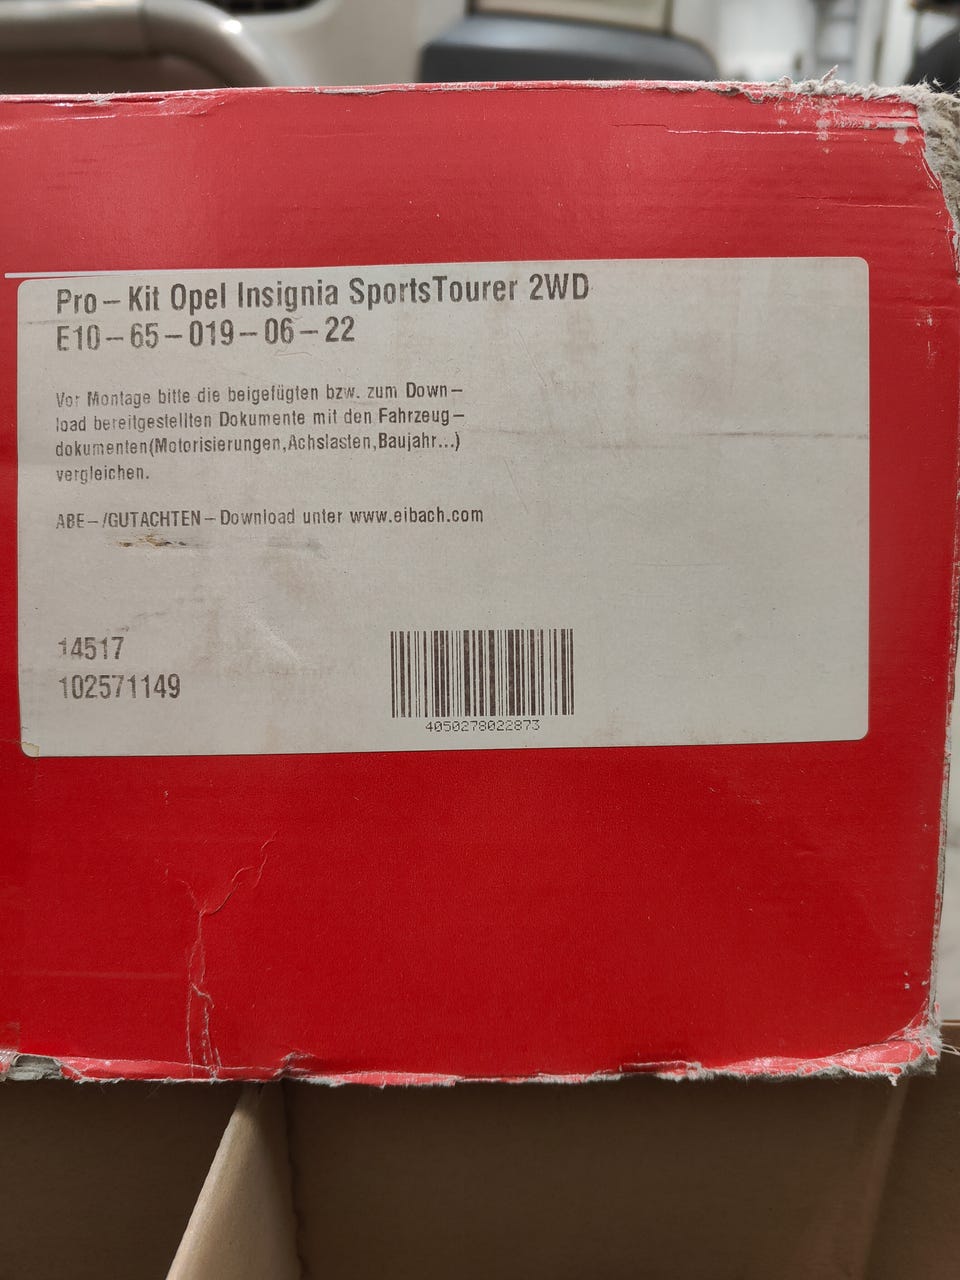 Pro-Kit Opel Insignia SportsTourer 2WD
E10-65-019-06-22
Vor Montage bitte die beigefügten bzw. zum Down-
load bereitgestellten Dokumente mit den Fahrzeug-
dokumenten(Motorisierungen,Achslasten,Baujahr...)
vergleichen.
ABE-/GUTACHTEN-Download unter www.eibach.com
14517
102571149
4050278022873